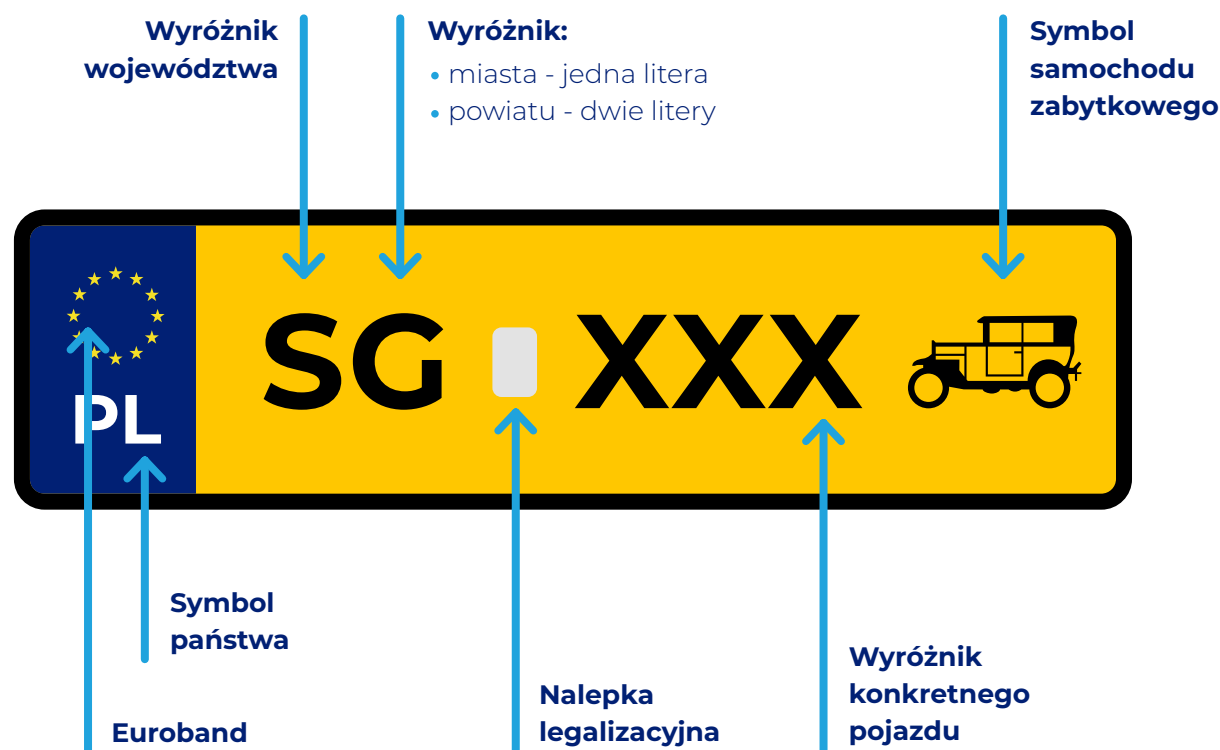 Wyróżnik
województwa
Wyróżnik:
• miasta - jedna litera
• powiatu - dwie litery
Symbol
samochodu
zabytkowego
PL
SG XXX
Symbol
państwa
Euroband
Nalepka
legalizacyjna
Wyróżnik
konkretnego
pojazdu